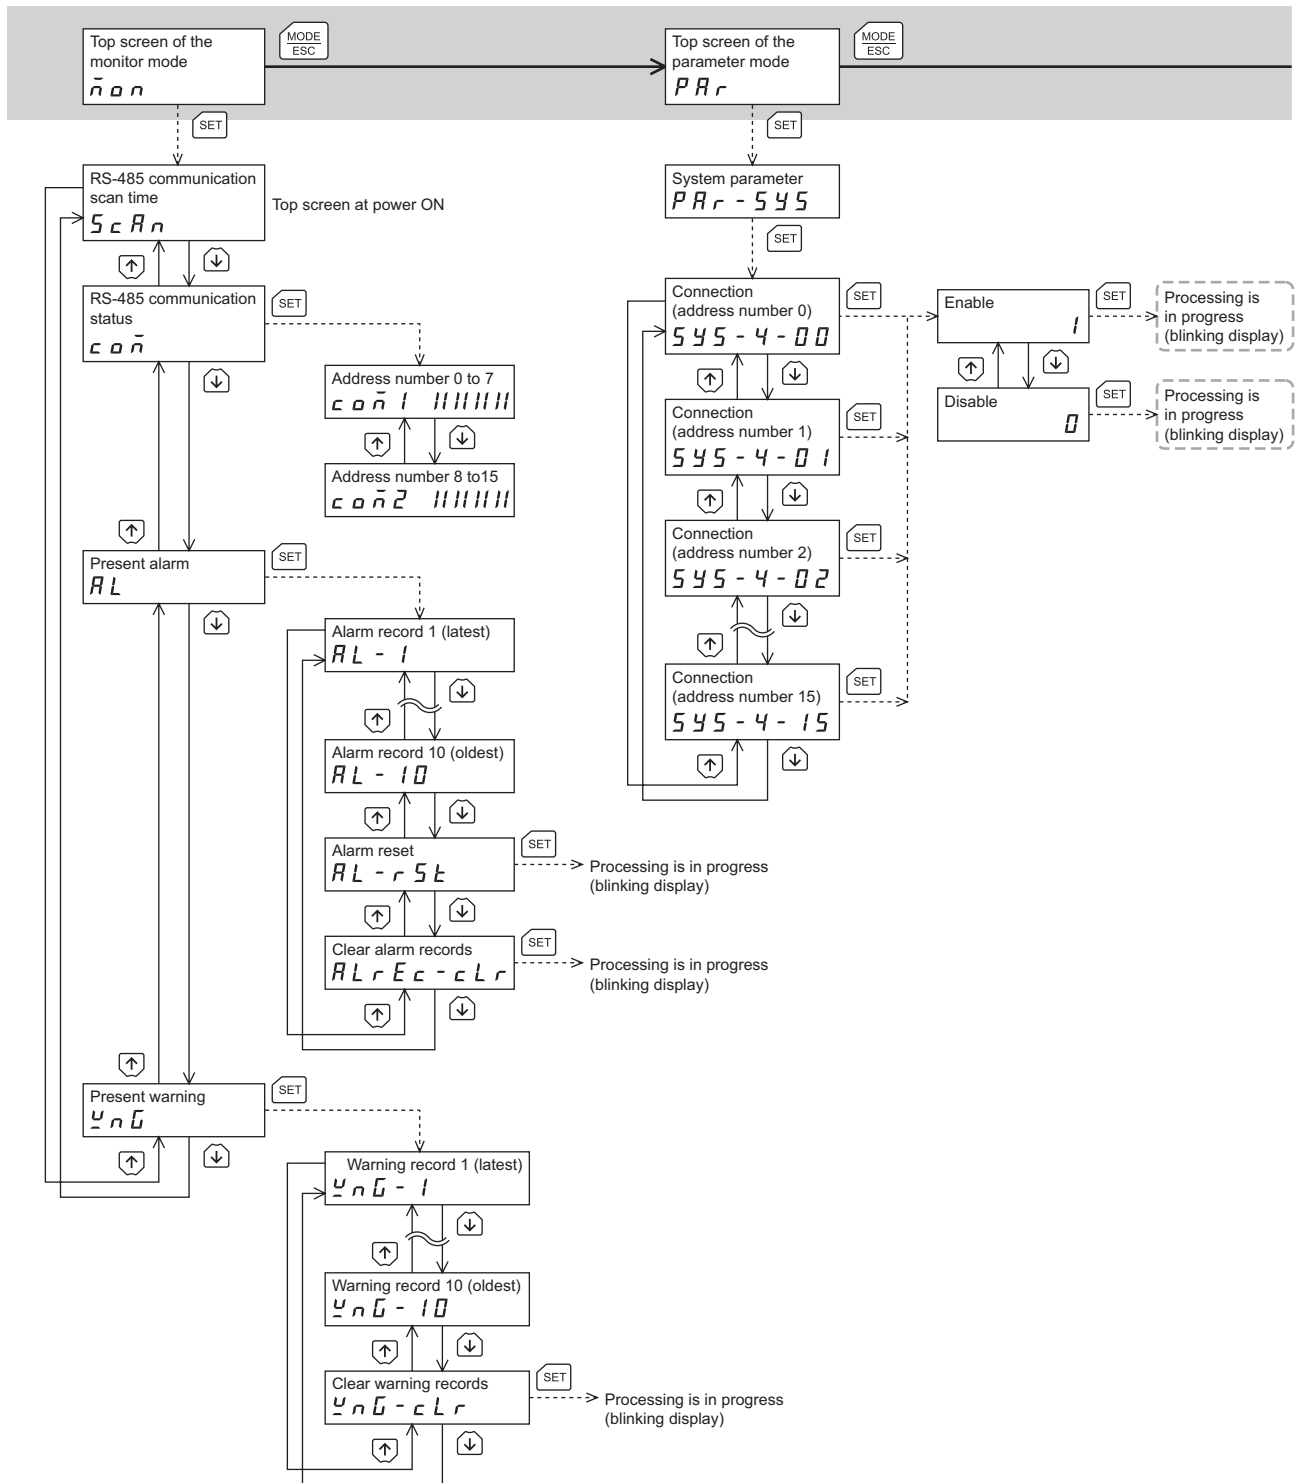 Top screen of the
monitor mode
mon
MODE
ESC
Top screen of the
parameter mode
PAr
MODE
ESC
SET
SET
RS-485 communication
scan time
ScAn
Top screen at power ON
System parameter
PAr-SYS
SET
RS-485 communication
status
com
SET
Connection
(address number 0)
SYS-4-00
SET
Enable
1
SET
Processing is
in progress
(blinking display)
Address number 0 to 7
com1 11111111
Disable
0
SET
Processing is
in progress
(blinking display)
Connection
(address number 1)
SYS-4-01
SET
Address number 8 to15
com2 11111111
Connection
(address number 2)
SYS-4-02
SET
Present alarm
AL
SET
Alarm record 1 (latest)
AL-1
Connection
(address number 15)
SYS-4-15
SET
Alarm record 10 (oldest)
AL-10
Alarm reset
AL-rSt
SET
Processing is in progress
(blinking display)
Clear alarm records
ALrEc-cLr
SET
Processing is in progress
(blinking display)
Present warning
WnG
SET
Warning record 1 (latest)
WnG-1
Warning record 10 (oldest)
WnG-10
Clear warning records
WnG-cLr
SET
Processing is in progress
(blinking display)